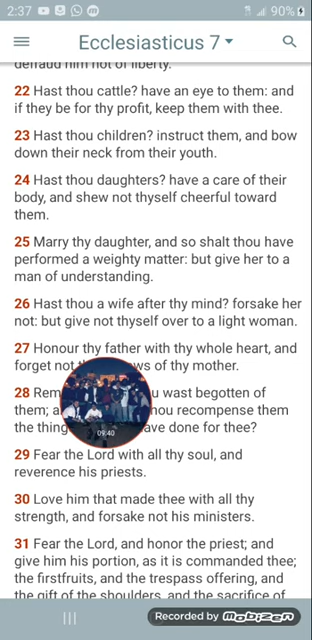 2:37
90%
Ecclesiasticus 7
defraud him not of liberty.
22 Hast thou cattle? have an eye to them: and
if they be for thy profit, keep them with thee.
23 Hast thou children? instruct them, and bow
down their neck from their youth.
24 Hast thou daughters? have a care of their
body, and shew not thyself cheerful toward
them.
25 Marry thy daughter, and so shalt thou have
performed a weighty matter: but give her to a
man of understanding.
26 Hast thou a wife after thy mind? forsake her
not: but give not thyself over to a light woman.
27 Honour thy father with thy whole heart, and
forget not ws of thy mother.
28 Rem u wast begotten of
them; a hou recompense them
the thing ave done for thee?
09:40
29 Fear the Lord with all thy soul, and
reverence his priests.
30 Love him that made thee with all thy
strength, and forsake not his ministers.
31 Fear the Lord, and honor the priest; and
give him his portion, as it is commanded thee;
the firstfruits, and the trespass offering, and
the gift of the shoulders, and the sacrifice of
Recorded by mobizen